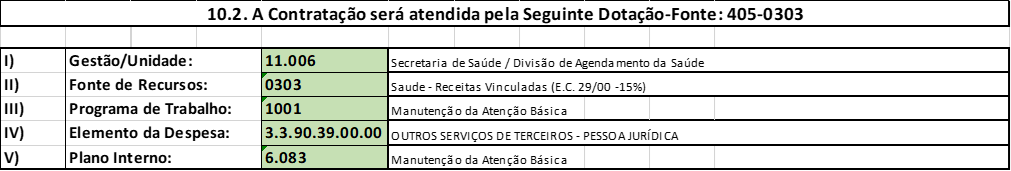 10.2. A Contratação será atendida pela Seguinte Dotação-Fonte: 405-0303
I) Gestão/Unidade: 11.006 Secretaria de Saúde / Divisão de Agendamento da Saúde
II) Fonte de Recursos: 0303 Saude - Receitas Vinculadas (E.C. 29/00 -15%)
III) Programa de Trabalho: 1001 Manutenção da Atenção Básica
IV) Elemento da Despesa: 3.3.90.39.00.00 OUTROS SERVIÇOS DE TERCEIROS - PESSOA JURÍDICA
V) Plano Interno: 6.083 Manutenção da Atenção Básica